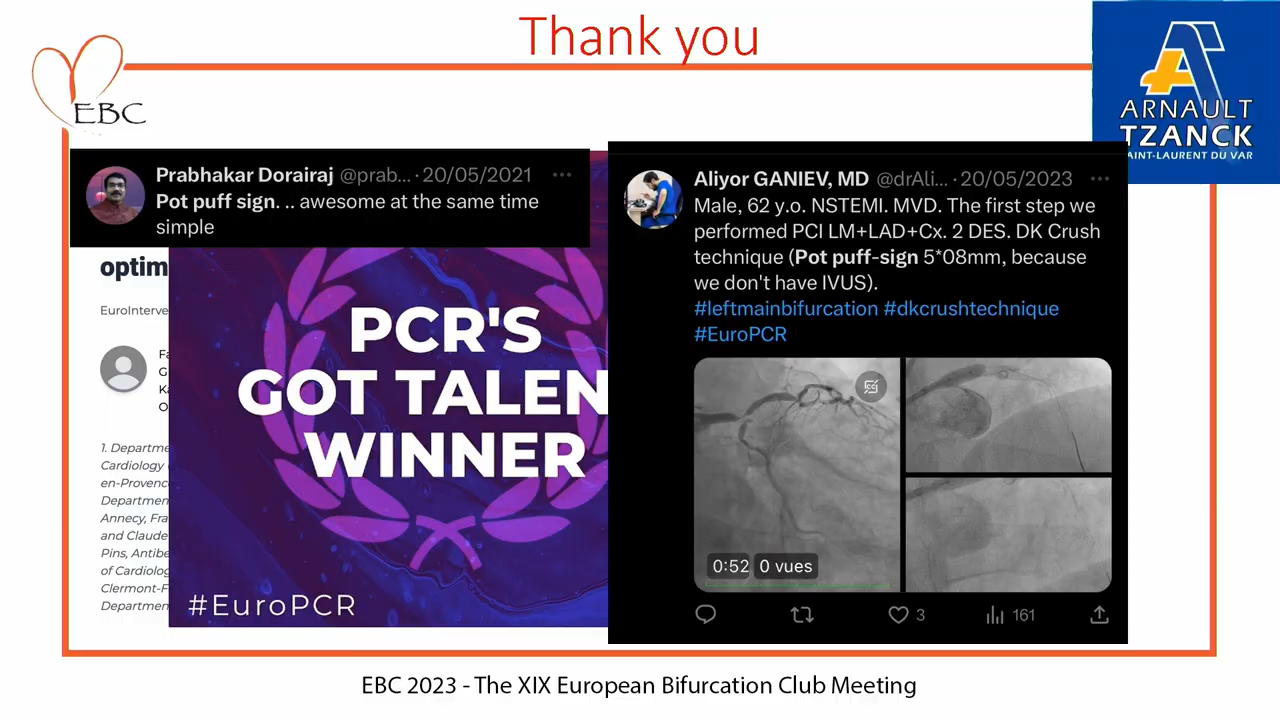 Thank you
EBC
ARNAULT
TZANCK
AINT-LAURENT DU VAR
Prabhakar Dorairaj @prab... · 20/05/2021 ...
Pot puff sign. .. awesome at the same time
simple
optim
EuroInterve
Fa
G
Ka
O
1. Departme
Cardiology
en-Provenc
Departmen
Annecy, Fra
and Claude
Pins, Antibe
of Cardiolog
Clermont-F
Departmen
PCR'S
GOT TALEN
WINNER
#EuroPCR
Aliyor GANIEV, MD @drAli... · 20/05/2023 ...
Male, 62 y.o. NSTEMI. MVD. The first step we
performed PCI LM+LAD+Cx. 2 DES. DK Crush
technique (Pot puff-sign 5*08mm, because
we don't have IVUS).
#leftmainbifurcation #dkcrushtechnique
#EuroPCR
0:52 0 vues
3 161
EBC 2023 - The XIX European Bifurcation Club Meeting